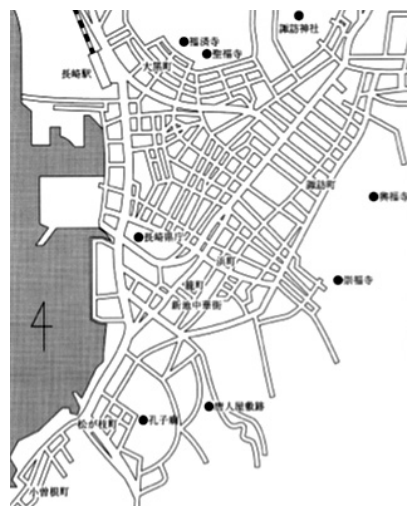 福済寺
聖福寺
諏訪神社
長崎駅
大黒町
諏訪町
興福寺
長崎県庁
浜町
崇福寺
鍛町
新地中華街
唐人屋敷跡
孔子廟
松が枝町
小曽根町